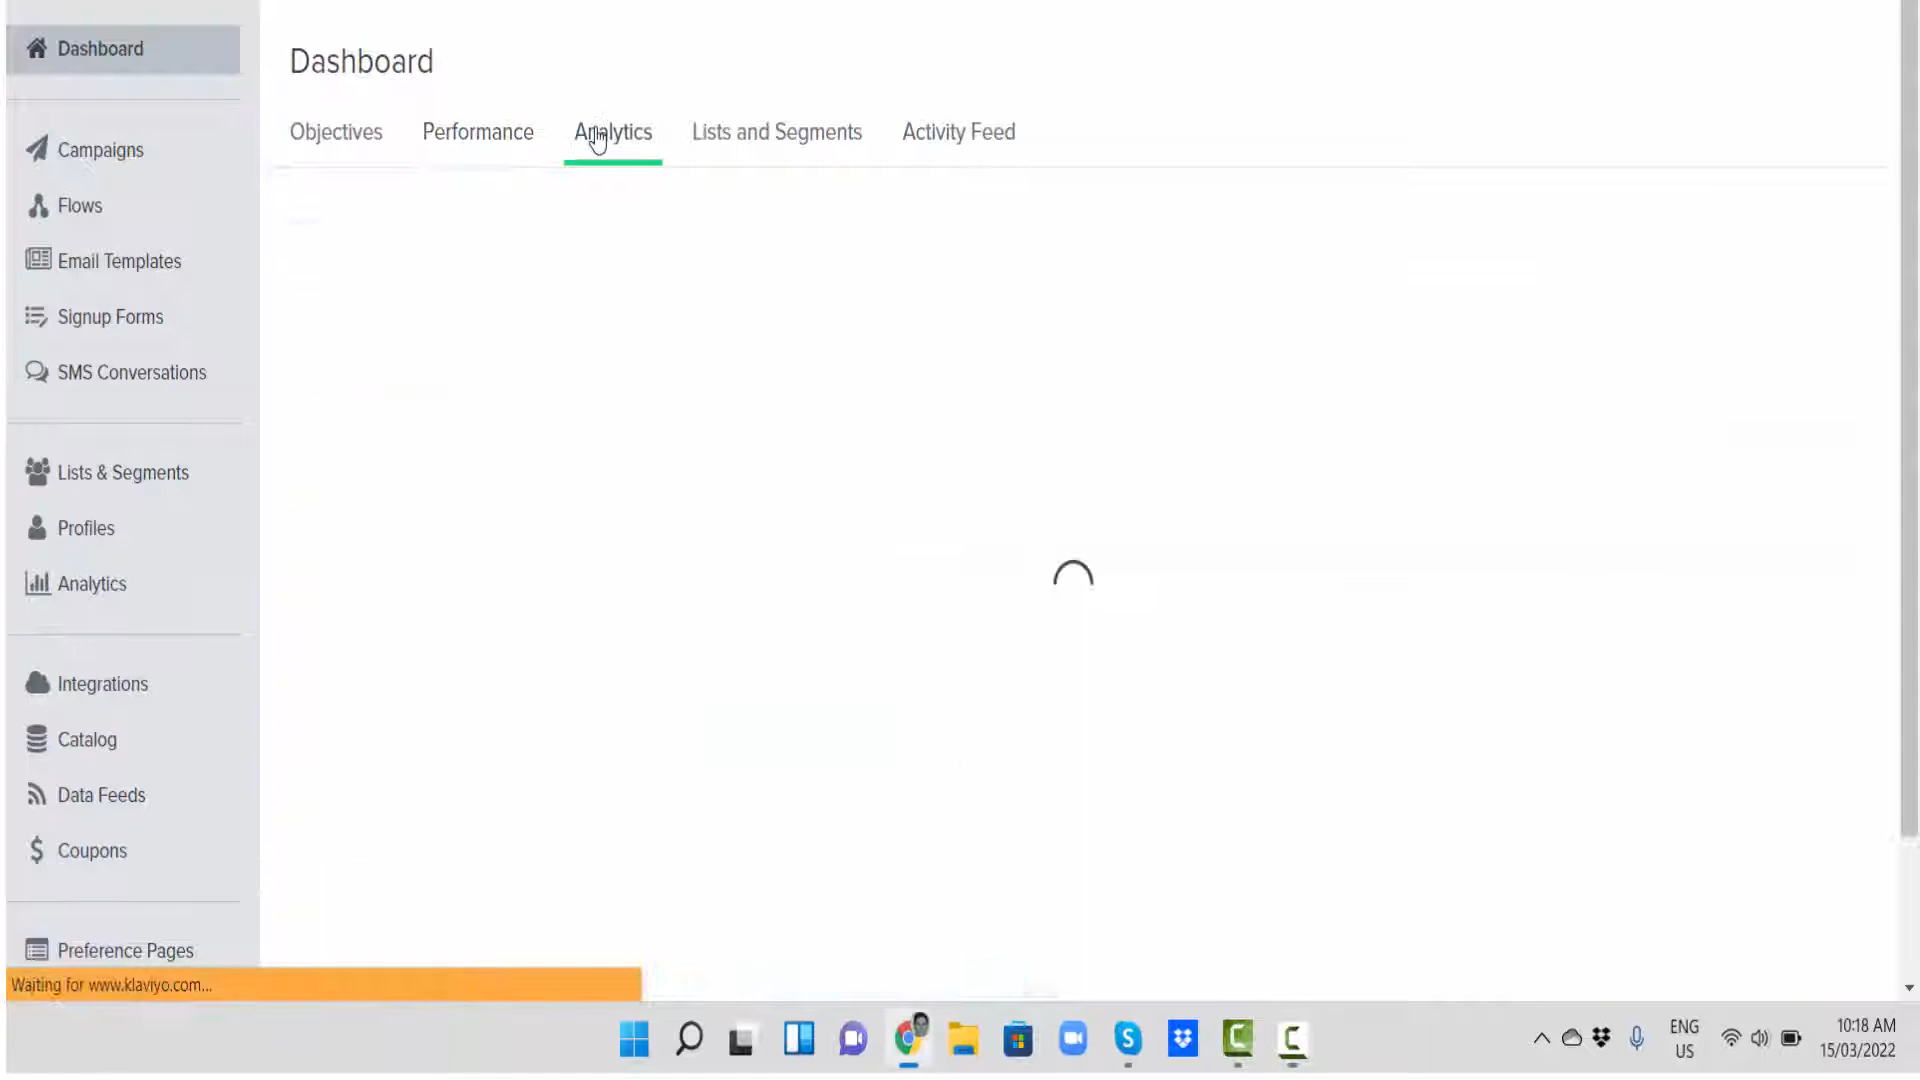 Dashboard
Campaigns
Flows
Email Templates
Signup Forms
SMS Conversations
Lists & Segments
Profiles
Analytics
Integrations
Catalog
Data Feeds
Coupons
Preference Pages
Waiting for www.klaviyo.com...
Dashboard
Objectives Performance Analytics Lists and Segments Activity Feed
ENG
US
10:18 AM
15/03/2022